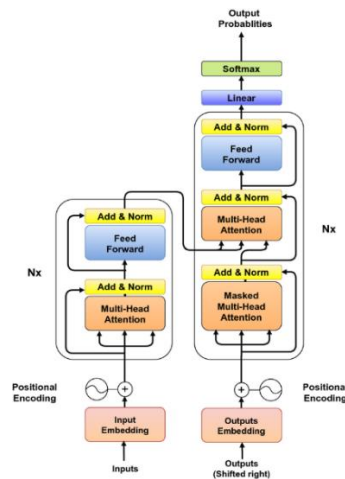 Output
Probablities
Softmax
Linear
Add & Norm
Feed
Forward
Add & Norm
Multi-Head
Attention
Add & Norm
Masked
Multi-Head
Attention
Nx
Positional
Encoding
Outputs
Embedding
Outputs
(Shifted right)
Add & Norm
Feed
Forward
Add & Norm
Multi-Head
Attention
Nx
Positional
Encoding
Input
Embedding
Inputs